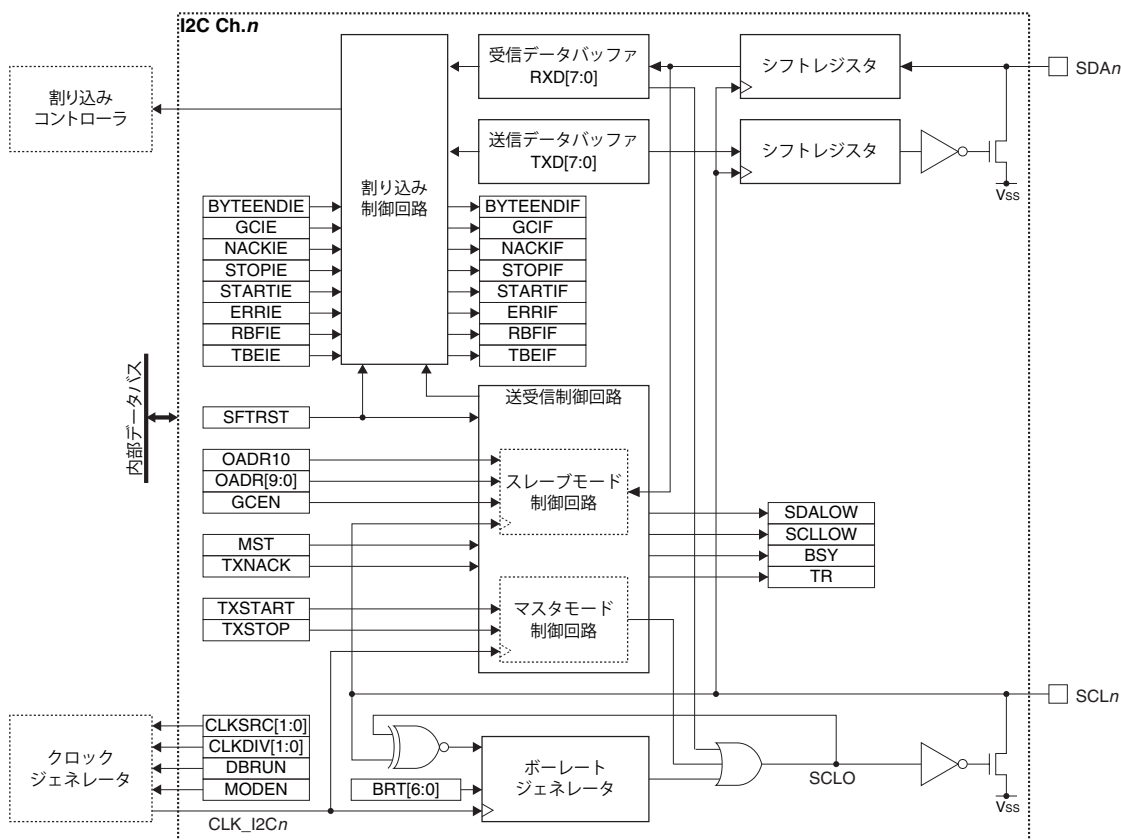 I2C Ch.n
割り込み
コントローラ
割り込み
制御回路
受信データバッファ
RXD[7:0]
シフトレジスタ
SDAn
送信データバッファ
TXD[7:0]
シフトレジスタ
VSS
BYTEENDIE
GCIE
NACKIE
STOPIE
STARTIE
ERRIE
RBFIE
TBEIE
BYTEENDIF
GCIF
NACKIF
STOPIF
STARTIF
ERRIF
RBFIF
TBEIF
内部データバス
SFTRST
送受信制御回路
OADR10
OADR[9:0]
GCEN
スレーブモード
制御回路
MST
TXNACK
SDALOW
SCLLOW
BSY
TR
TXSTART
TXSTOP
マスタモード
制御回路
SCLn
クロック
ジェネレータ
CLKSRC[1:0]
CLKDIV[1:0]
DBRUN
MODEN
BRT[6:0]
ボーレート
ジェネレータ
SCLO
VSS
CLK_I2Cn